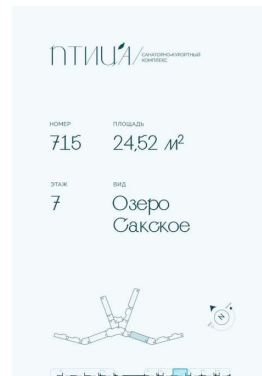 ПТИЦА/ САНАТОРНО-КУРОРТНЫЙ
КОМПЛЕКС
НОМЕР ПЛОЩАДЬ
715 24,52 м²
ЭТАЖ ВИД
7 Озеро
Сакское
N